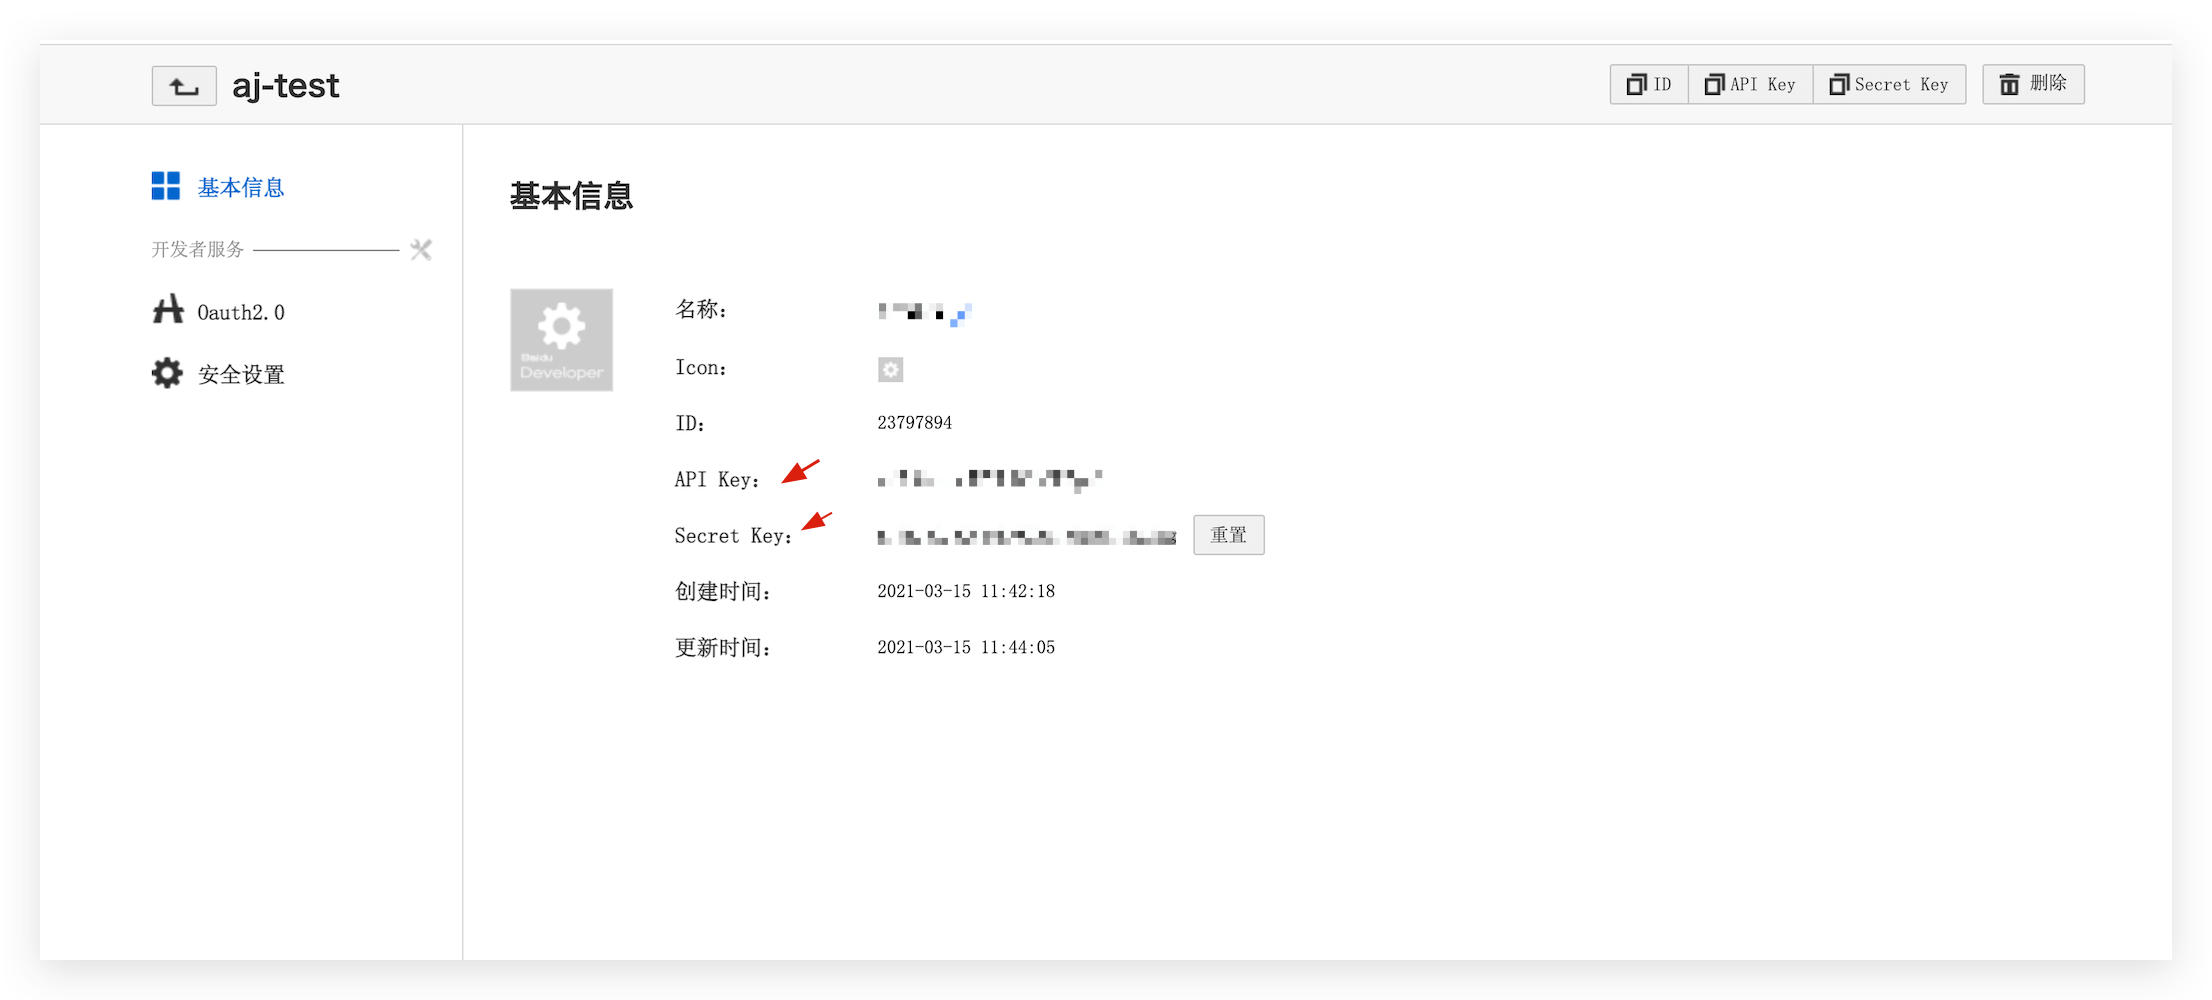 aj-test
ID
API Key
Secret Key
删除
基本信息
开发者服务
Oauth2.0
安全设置
基本信息
Baidu
Developer
名称:
Icon:
ID:
23797894
API Key:
Secret Key:
重置
创建时间:
2021-03-15 11:42:18
更新时间:
2021-03-15 11:44:05